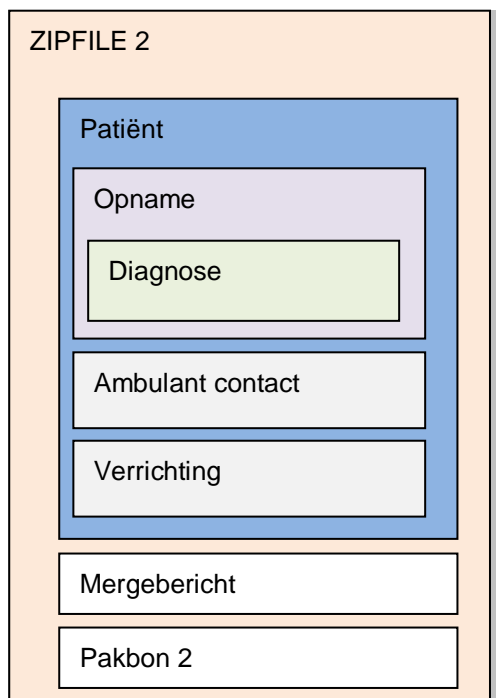 ZIPFILE 2
Patiënt
Opname
Diagnose
Ambulant contact
Verrichting
Mergebericht
Pakbon 2